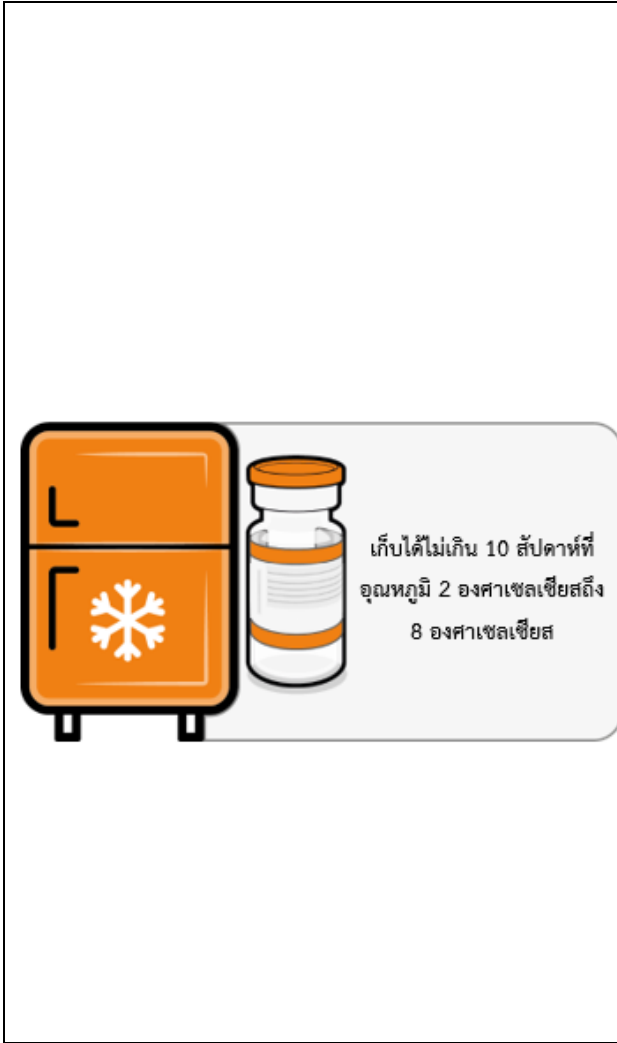 เก็บได้ไม่เกิน 10 สัปดาห์ที่
อุณหภูมิ 2 องศาเซลเซียสถึง
8 องศาเซลเซียส